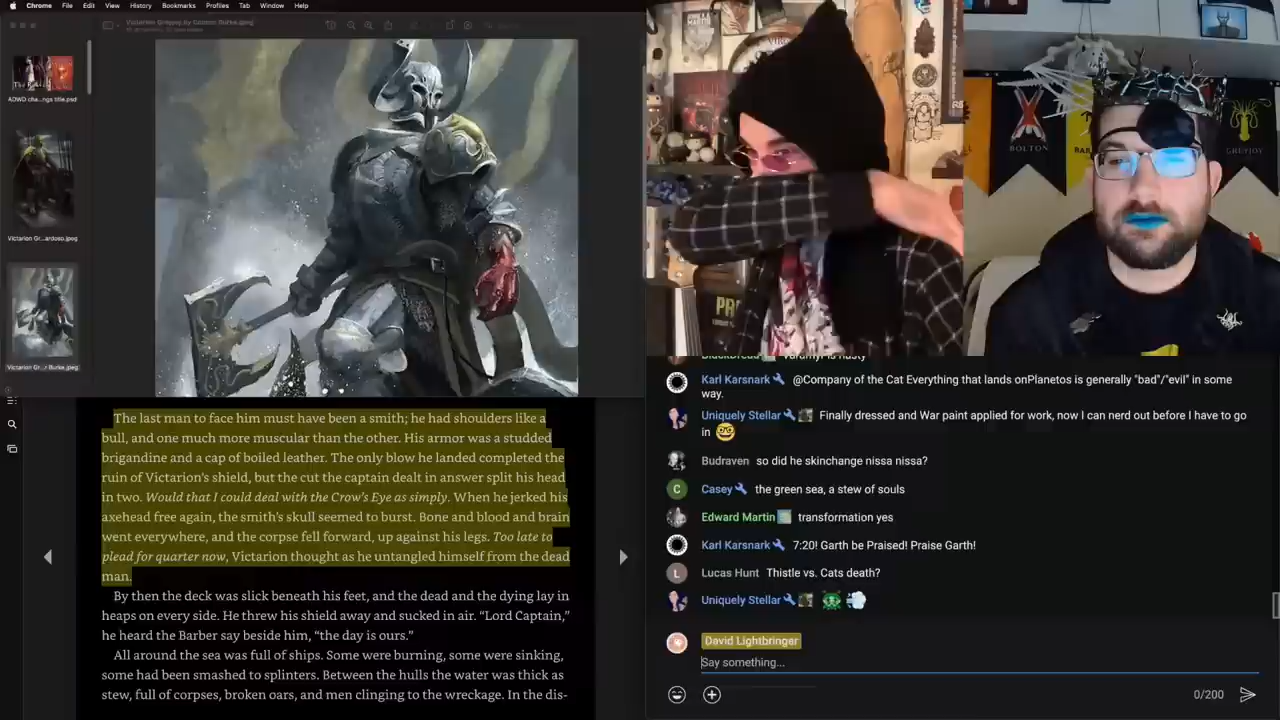 Chrome File Edit View History Bookmarks Profiles Tab Window Help
ADWD cha...ngs title.psd
Victarion Gr...arduso.jpeg
Victarion Gr...r Burke.jpeg
BOLTON
GREYJOY
The last man to face him must have been a smith; he had shoulders like a
bull, and one much more muscular than the other. His armor was a studded
brigandine and a cap of boiled leather. The only blow he landed completed the
ruin of Victarion's shield, but the cut the captain dealt in answer split his head
in two. Would that I could deal with the Crow's Eye as simply. When he jerked his
axehead free again, the smith's skull seemed to burst. Bone and blood and brain
went everywhere, and the corpse fell forward, up against his legs. Too late to
plead for quarter now, Victarion thought as he untangled himself from the dead
man.
By then the deck was slick beneath his feet, and the dead and the dying lay in
heaps on every side. He threw his shield away and sucked in air. “Lord Captain,”
he heard the Barber say beside him, “the day is ours.”
All around the sea was full of ships. Some were burning, some were sinking,
some had been smashed to splinters. Between the hulls the water was thick as
stew, full of corpses, broken oars, and men clinging to the wreckage. In the dis-
Karl Karsnark @Company of the Cat Everything that lands onPlanetos is generally "bad"/"evil" in some
way.
Uniquely Stellar Finally dressed and War paint applied for work, now I can nerd out before I have to go
in 🤓
Budraven so did he skinchange nissa nissa?
C Casey the green sea, a stew of souls
Edward Martin transformation yes
Karl Karsnark 7:20! Garth be Praised! Praise Garth!
L Lucas Hunt Thistle vs. Cats death?
Uniquely Stellar
David Lightbringer
Say something...
0/200